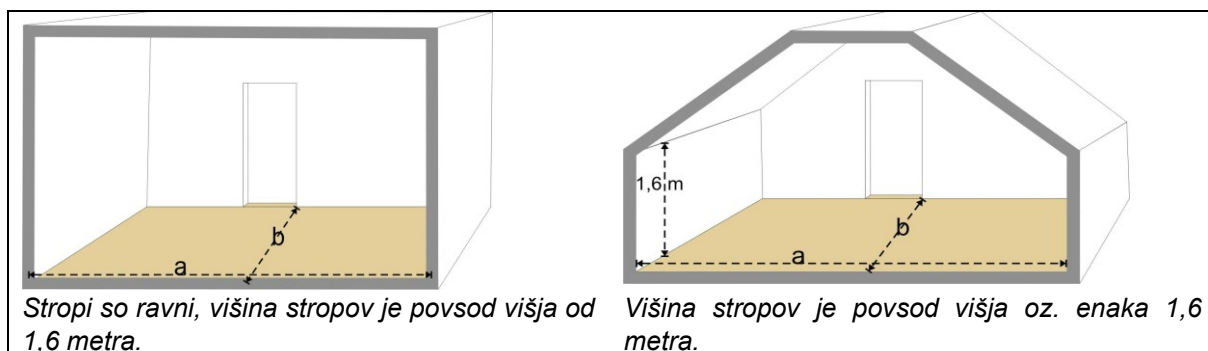 b
a
Stropi so ravni, višina stropov je povsod višja od
1,6 metra.
1,6 m
b
a
Višina stropov je povsod višja oz. enaka 1,6
metra.